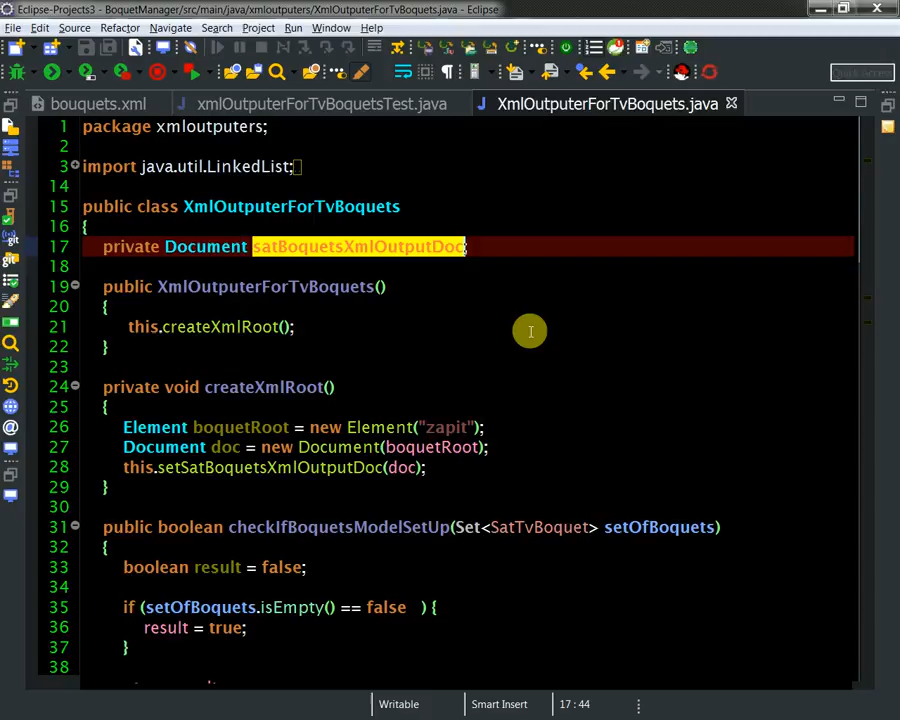 Eclipse-Projects3 - BoquetManager/src/main/java/xmloutputers/XmlOutputerForTvBoquets.java - Eclipse
File Edit Source Refactor Navigate Search Project Run Window Help
Quick Access
bouquets.xml xmlOutputerForTvBoquetsTest.java XmlOutputerForTvBoquets.java
1 package xmloutputers;
2
3 import java.util.LinkedList;
14
15 public class XmlOutputerForTvBoquets
16 {
17 private Document satBoquetsXmlOutputDoc;
18
19 public XmlOutputerForTvBoquets()
20 {
21 this.createXmlRoot();
22 }
23
24 private void createXmlRoot()
25 {
26 Element boquetRoot = new Element("zapit");
27 Document doc = new Document(boquetRoot);
28 this.setSatBoquetsXmlOutputDoc(doc);
29 }
30
31 public boolean checkIfBoquetsModelSetUp(Set<SatTvBoquet> setOfBoquets)
32 {
33 boolean result = false;
34
35 if (setOfBoquets.isEmpty() == false ) {
36 result = true;
37 }
38
Writable Smart Insert 17 : 44